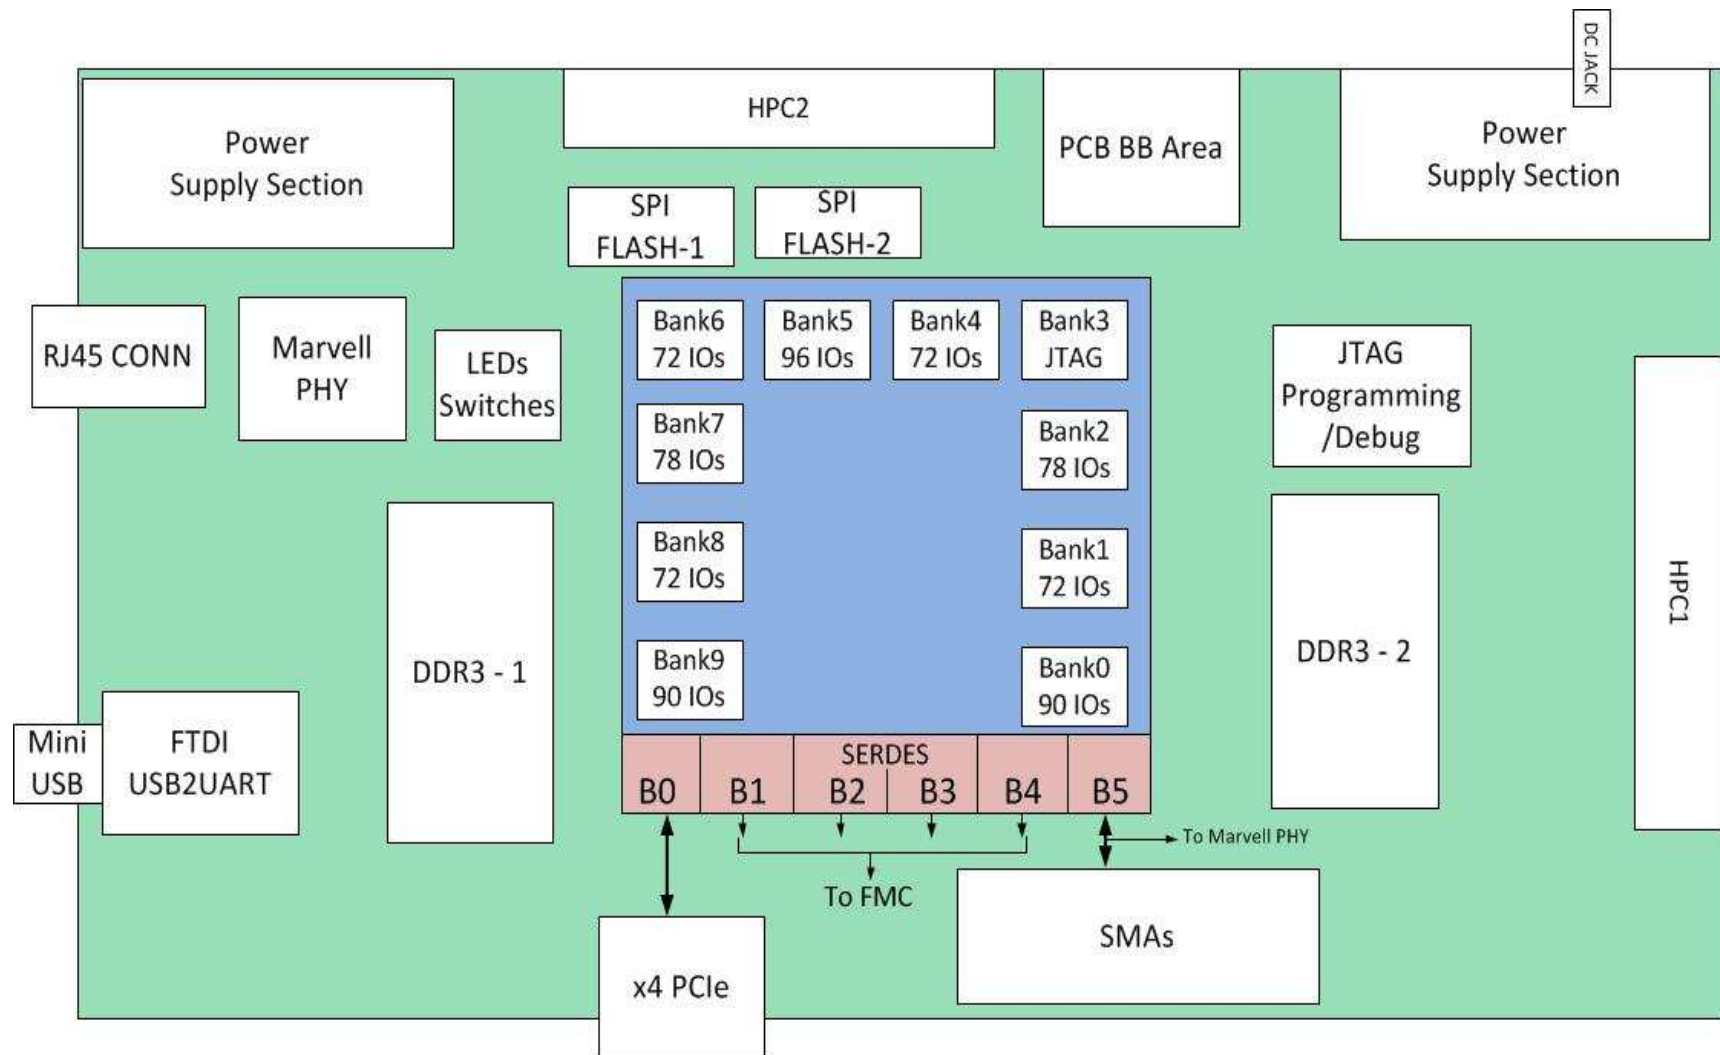 DC JACK
Power
Supply Section
HPC2
PCB BB Area
Power
Supply Section
SPI
FLASH-1
SPI
FLASH-2
RJ45 CONN
Marvell
PHY
LEDs
Switches
Bank6
72 IOs
Bank5
96 IOs
Bank4
72 IOs
Bank3
JTAG
JTAG
Programming
/Debug
Bank7
78 IOs
Bank2
78 IOs
Bank8
72 IOs
Bank1
72 IOs
HPC1
DDR3 - 1
Bank9
90 IOs
Bank0
90 IOs
DDR3 - 2
Mini
USB
FTDI
USB2UART
SERDES
B0
B1
B2
B3
B4
B5
To Marvell PHY
To FMC
SMAs
x4 PCIe